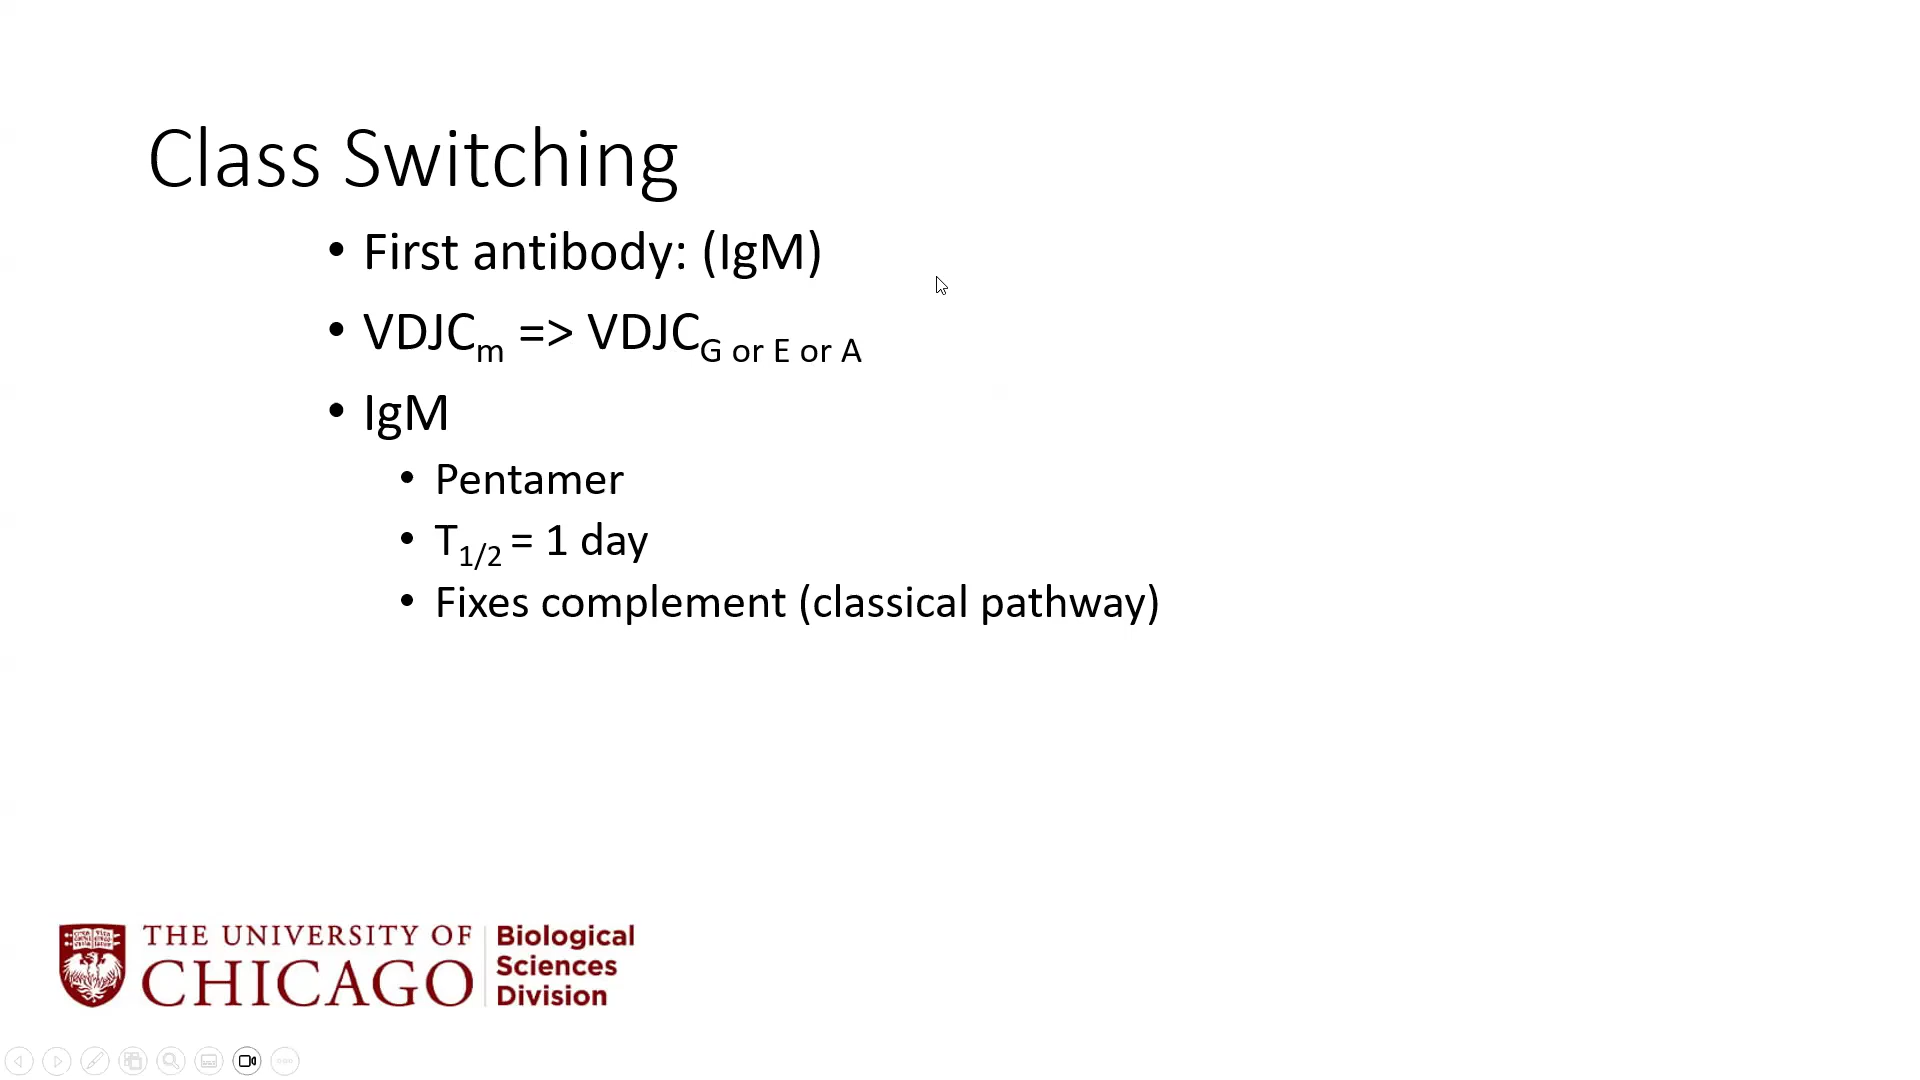 Class Switching
• First antibody: (IgM)
• VDJCm => VDJCG or E or A
• IgM
• Pentamer
• T1/2 = 1 day
• Fixes complement (classical pathway)
THE UNIVERSITY OF
CHICAGO
Biological
Sciences
Division